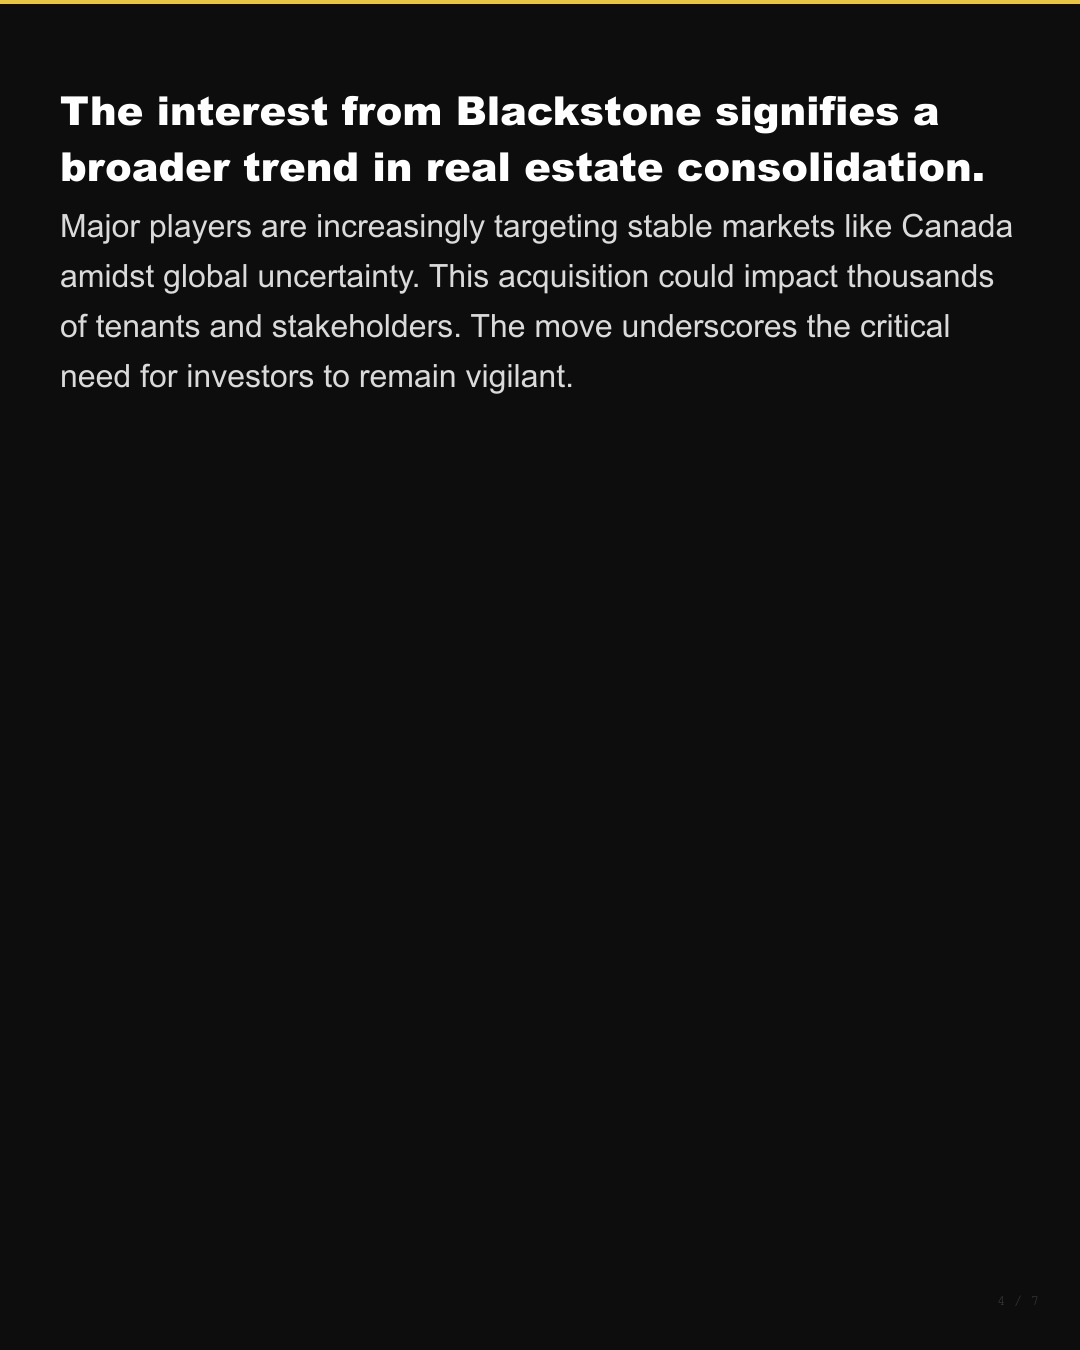 The interest from Blackstone signifies a
broader trend in real estate consolidation.
Major players are increasingly targeting stable markets like Canada
amidst global uncertainty. This acquisition could impact thousands
of tenants and stakeholders. The move underscores the critical
need for investors to remain vigilant.
4 / 7